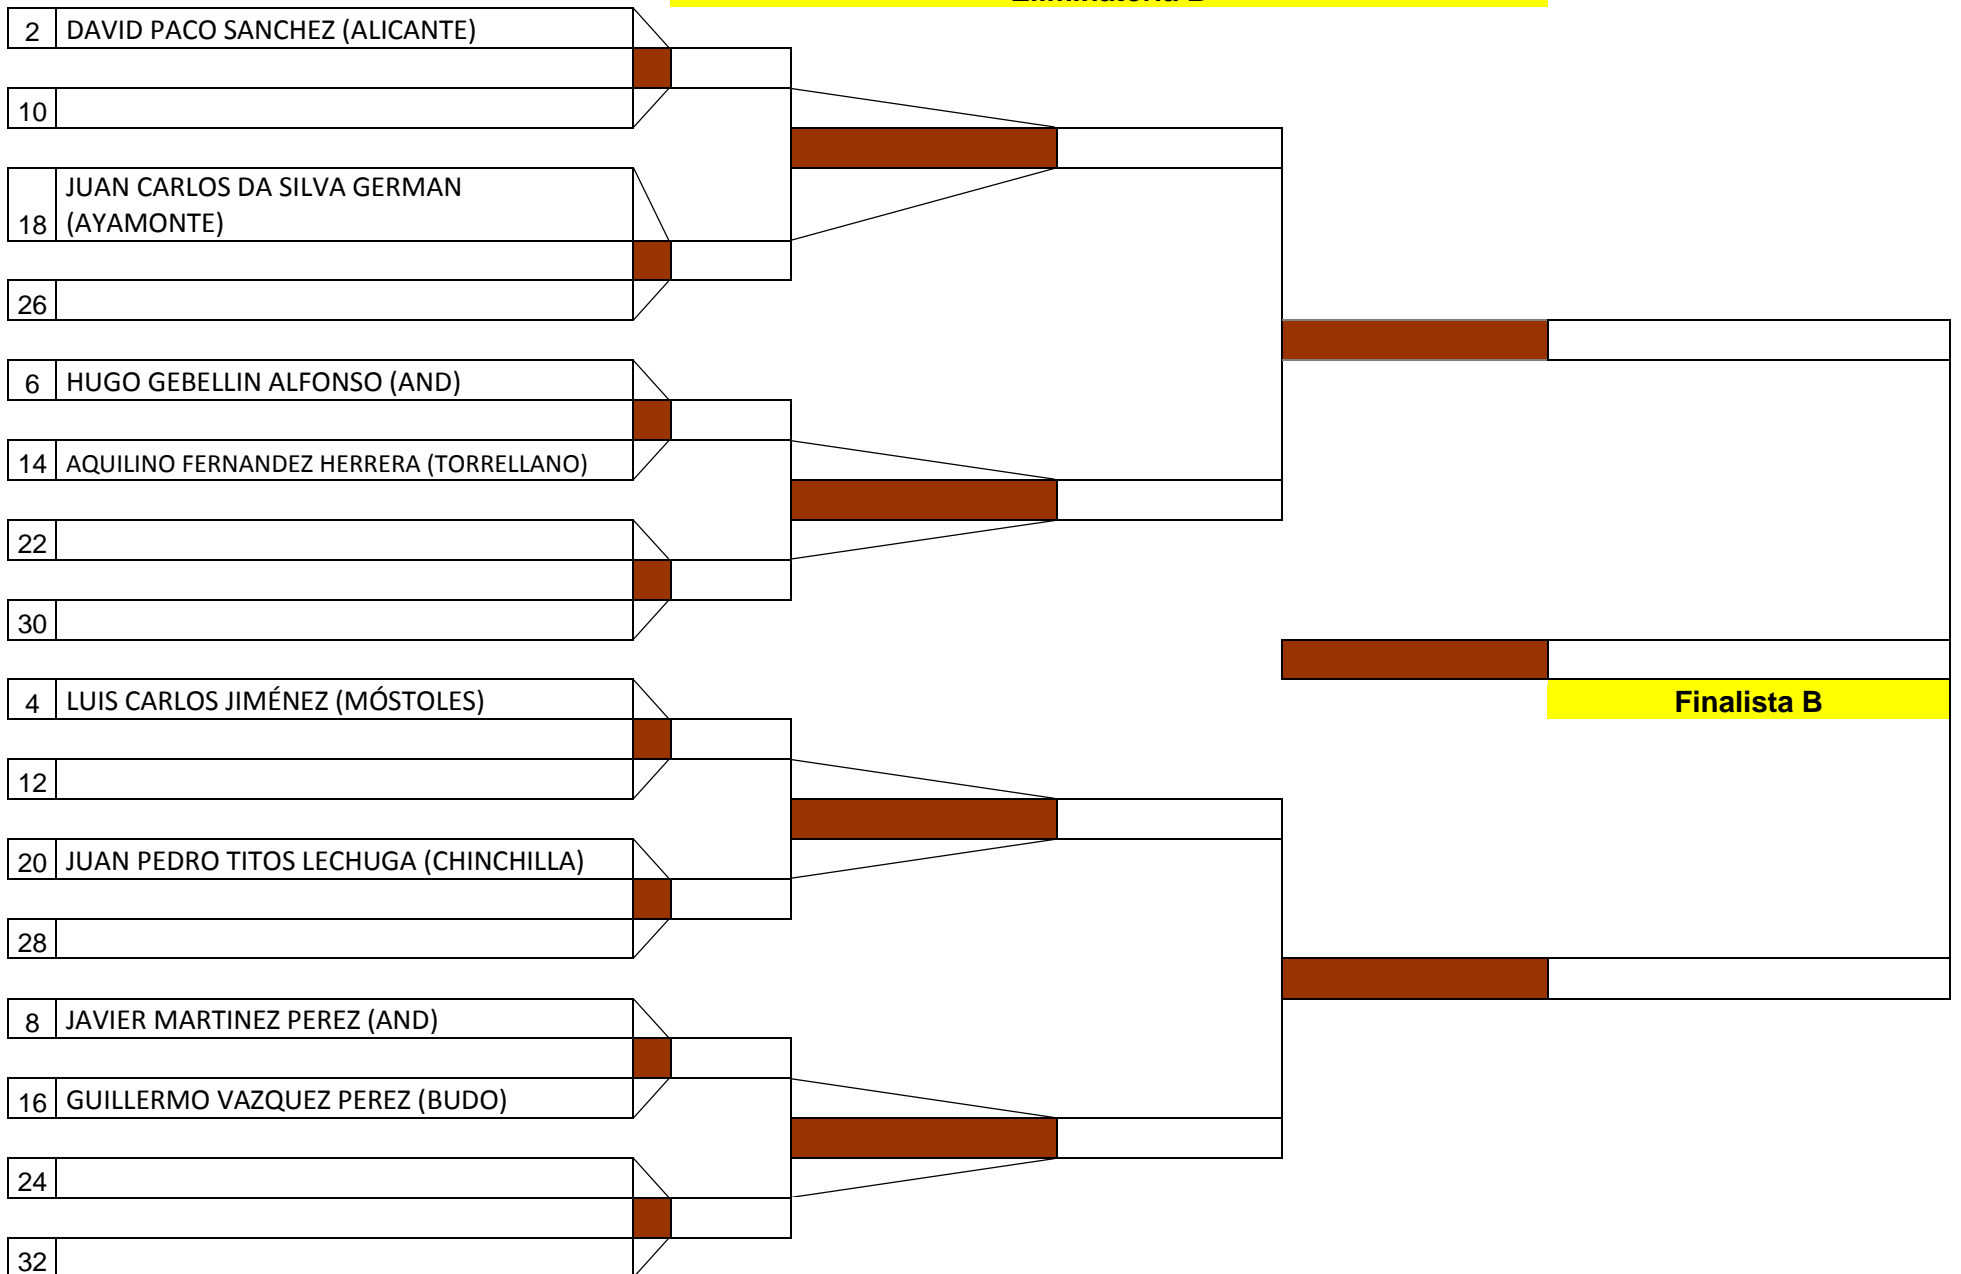 2 DAVID PACO SANCHEZ (ALICANTE)
10
JUAN CARLOS DA SILVA GERMAN
18 (AYAMONTE)
26
6 HUGO GEBELLIN ALFONSO (AND)
14 AQUILINO FERNANDEZ HERRERA (TORRELLANO)
22
30
4 LUIS CARLOS JIMÉNEZ (MÓSTOLES)
Finalista B
12
20 JUAN PEDRO TITOS LECHUGA (CHINCHILLA)
28
8 JAVIER MARTINEZ PEREZ (AND)
16 GUILLERMO VAZQUEZ PEREZ (BUDO)
24
32